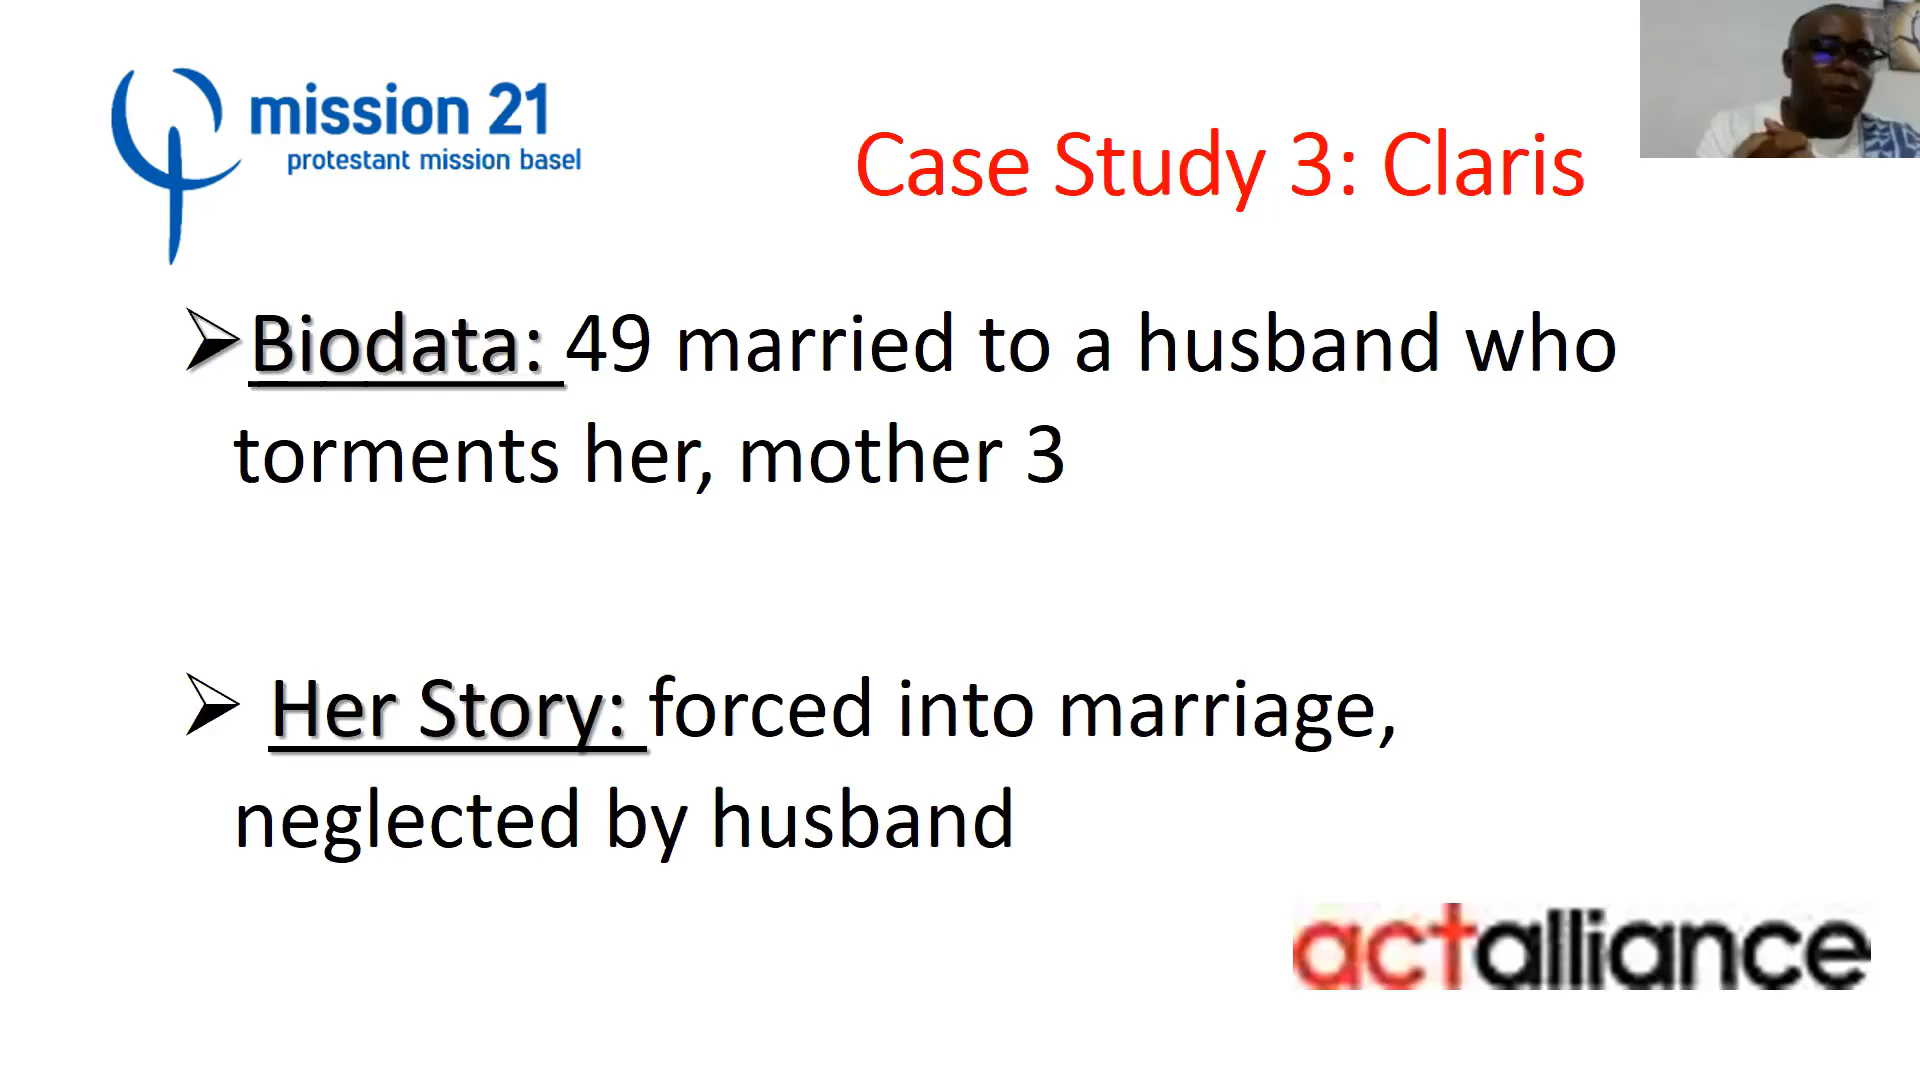 mission 21
protestant mission basel
Case Study 3: Claris
Biodata: 49 married to a husband who
torments her, mother 3
Her Story: forced into marriage,
neglected by husband
actalliance